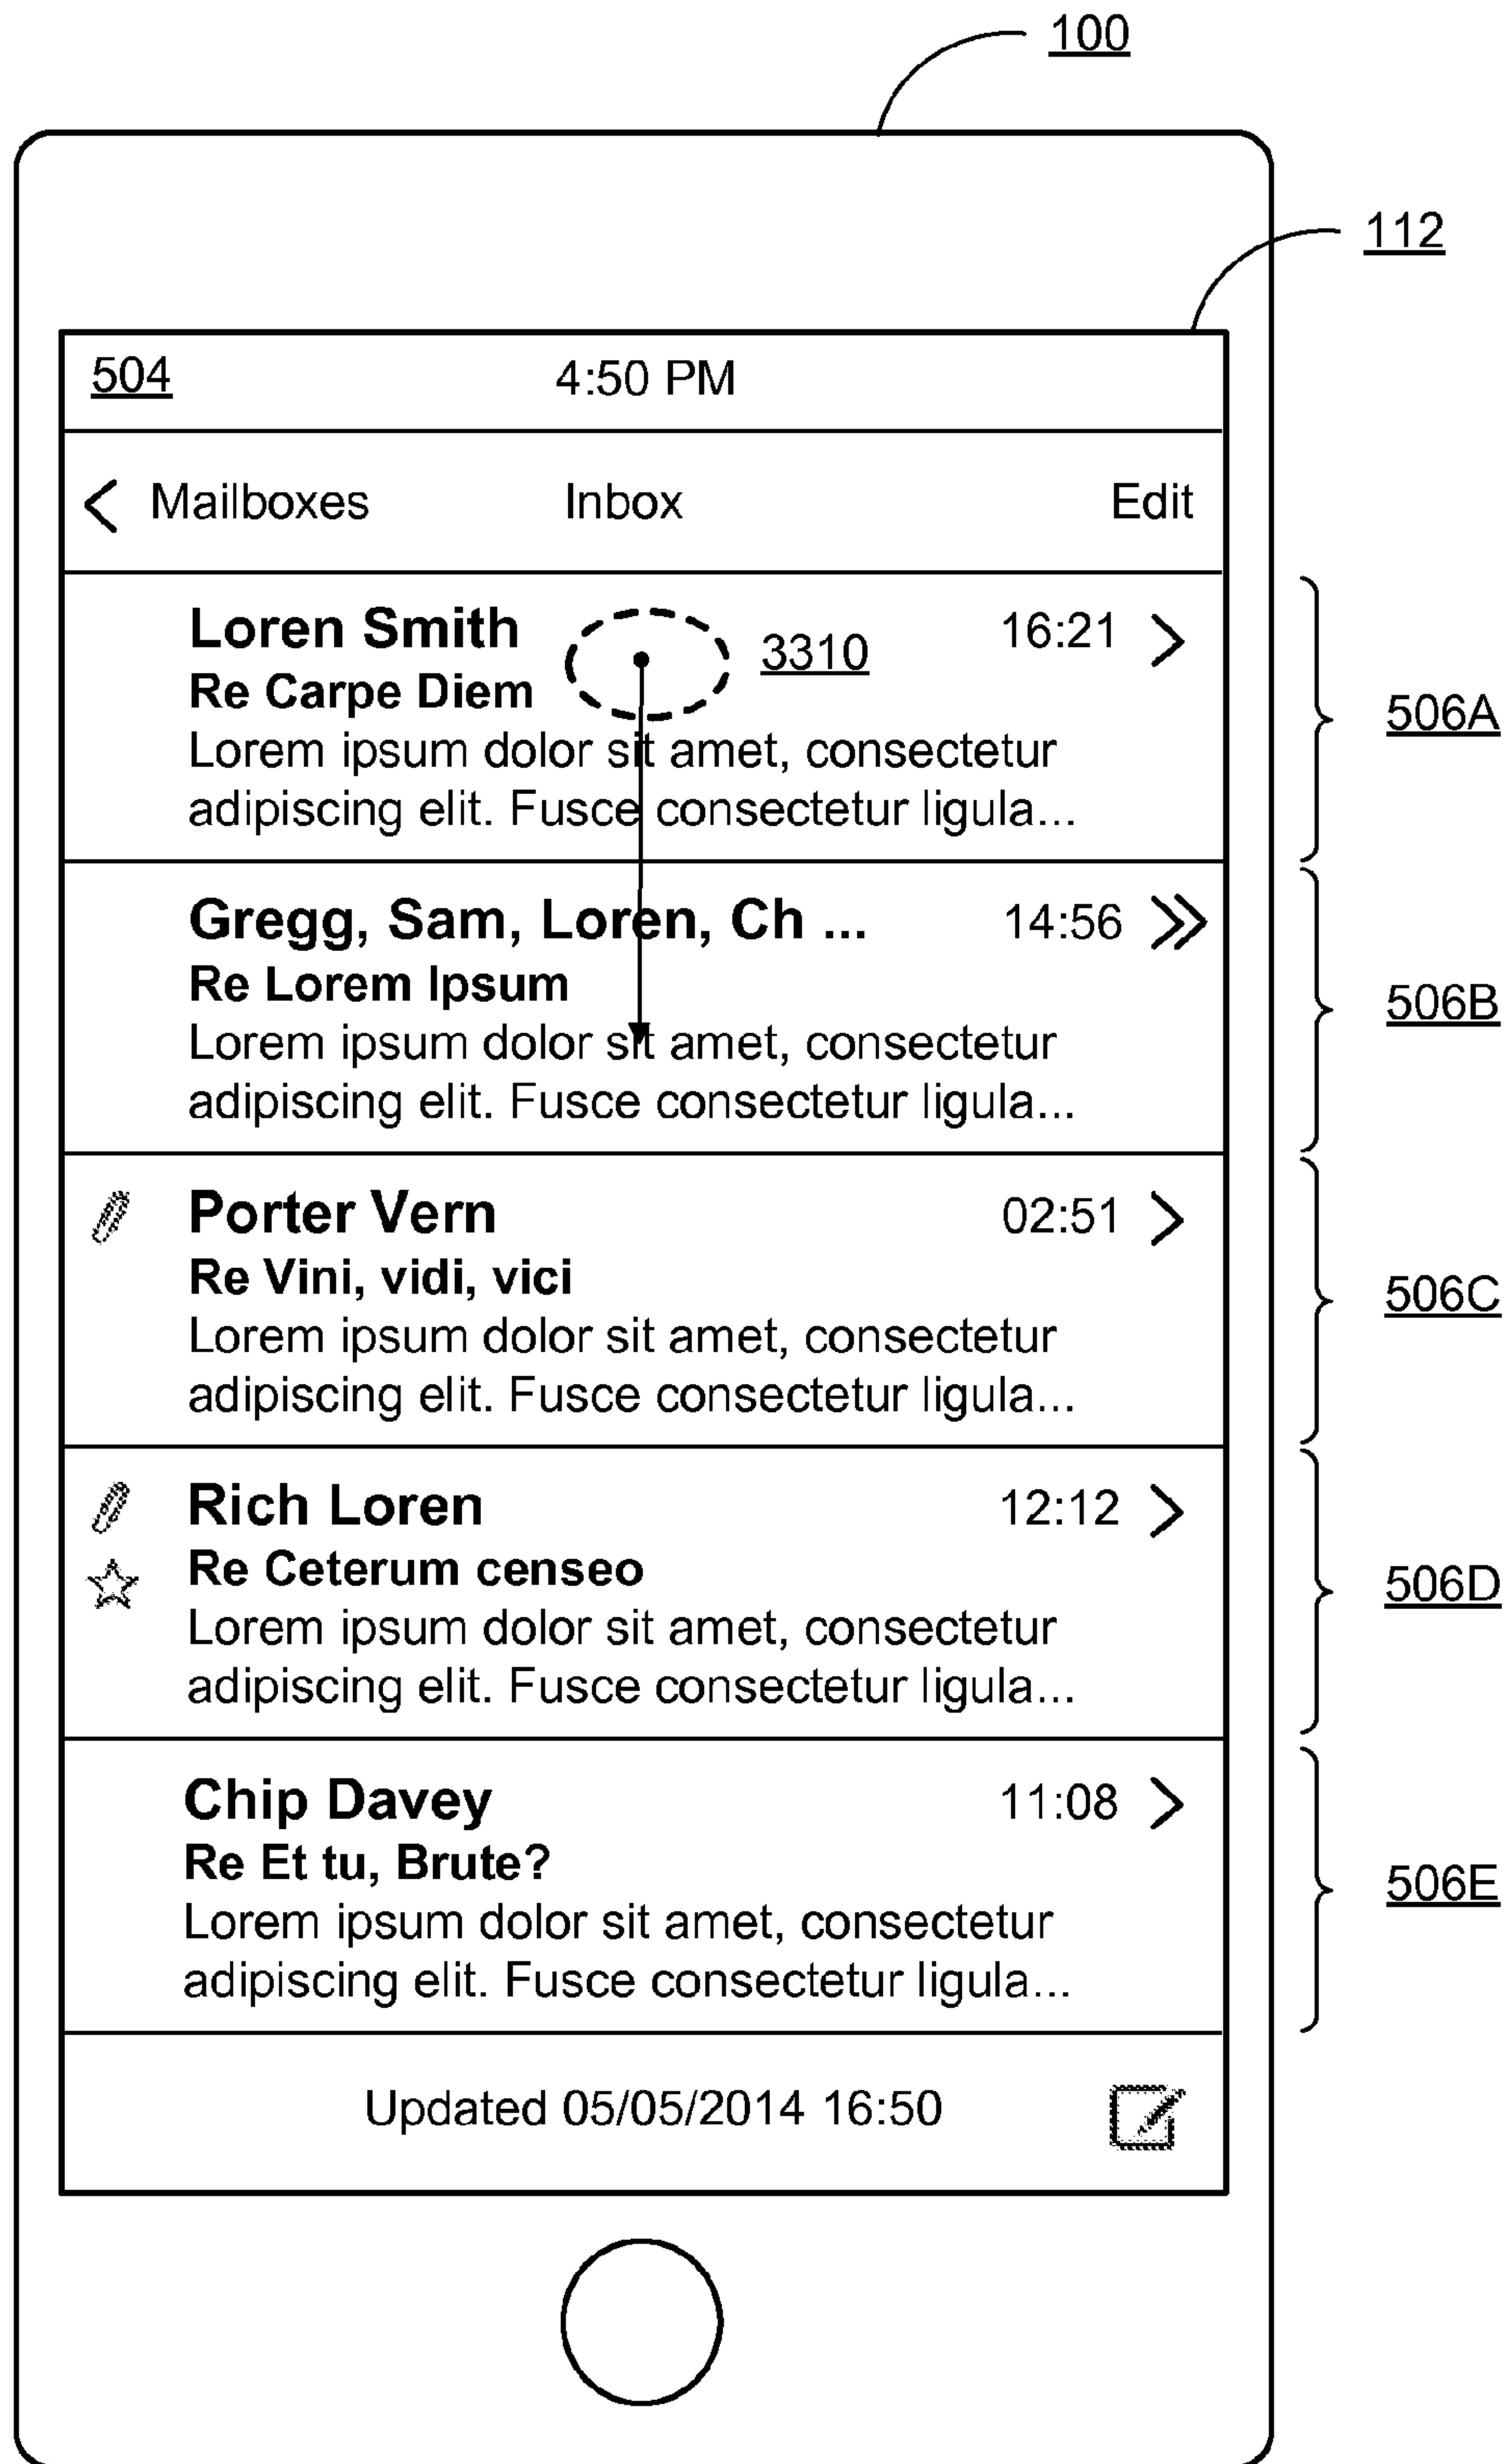 100
112
504 4:50 PM
< Mailboxes Inbox Edit
Loren Smith 3310 16:21 >
Re Carpe Diem
Lorem ipsum dolor sit amet, consectetur
adipiscing elit. Fusce consectetur ligula...
506A
Gregg, Sam, Loren, Ch ... 14:56 >>
Re Lorem Ipsum
Lorem ipsum dolor sit amet, consectetur
adipiscing elit. Fusce consectetur ligula...
506B
Porter Vern 02:51 >
Re Vini, vidi, vici
Lorem ipsum dolor sit amet, consectetur
adipiscing elit. Fusce consectetur ligula...
506C
Rich Loren 12:12 >
Re Ceterum censeo
Lorem ipsum dolor sit amet, consectetur
adipiscing elit. Fusce consectetur ligula...
506D
Chip Davey 11:08 >
Re Et tu, Brute?
Lorem ipsum dolor sit amet, consectetur
adipiscing elit. Fusce consectetur ligula...
506E
Updated 05/05/2014 16:50